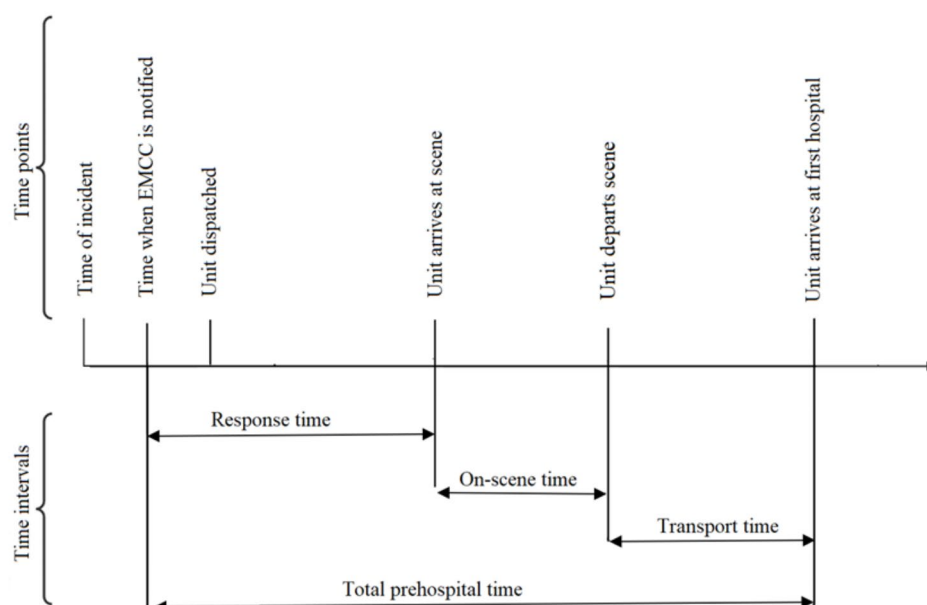 Time points
Time of incident
Time when EMCC is notified
Unit dispatched
Unit arrives at scene
Unit departs scene
Unit arrives at first hospital
Time intervals
Response time
On-scene time
Transport time
Total prehospital time